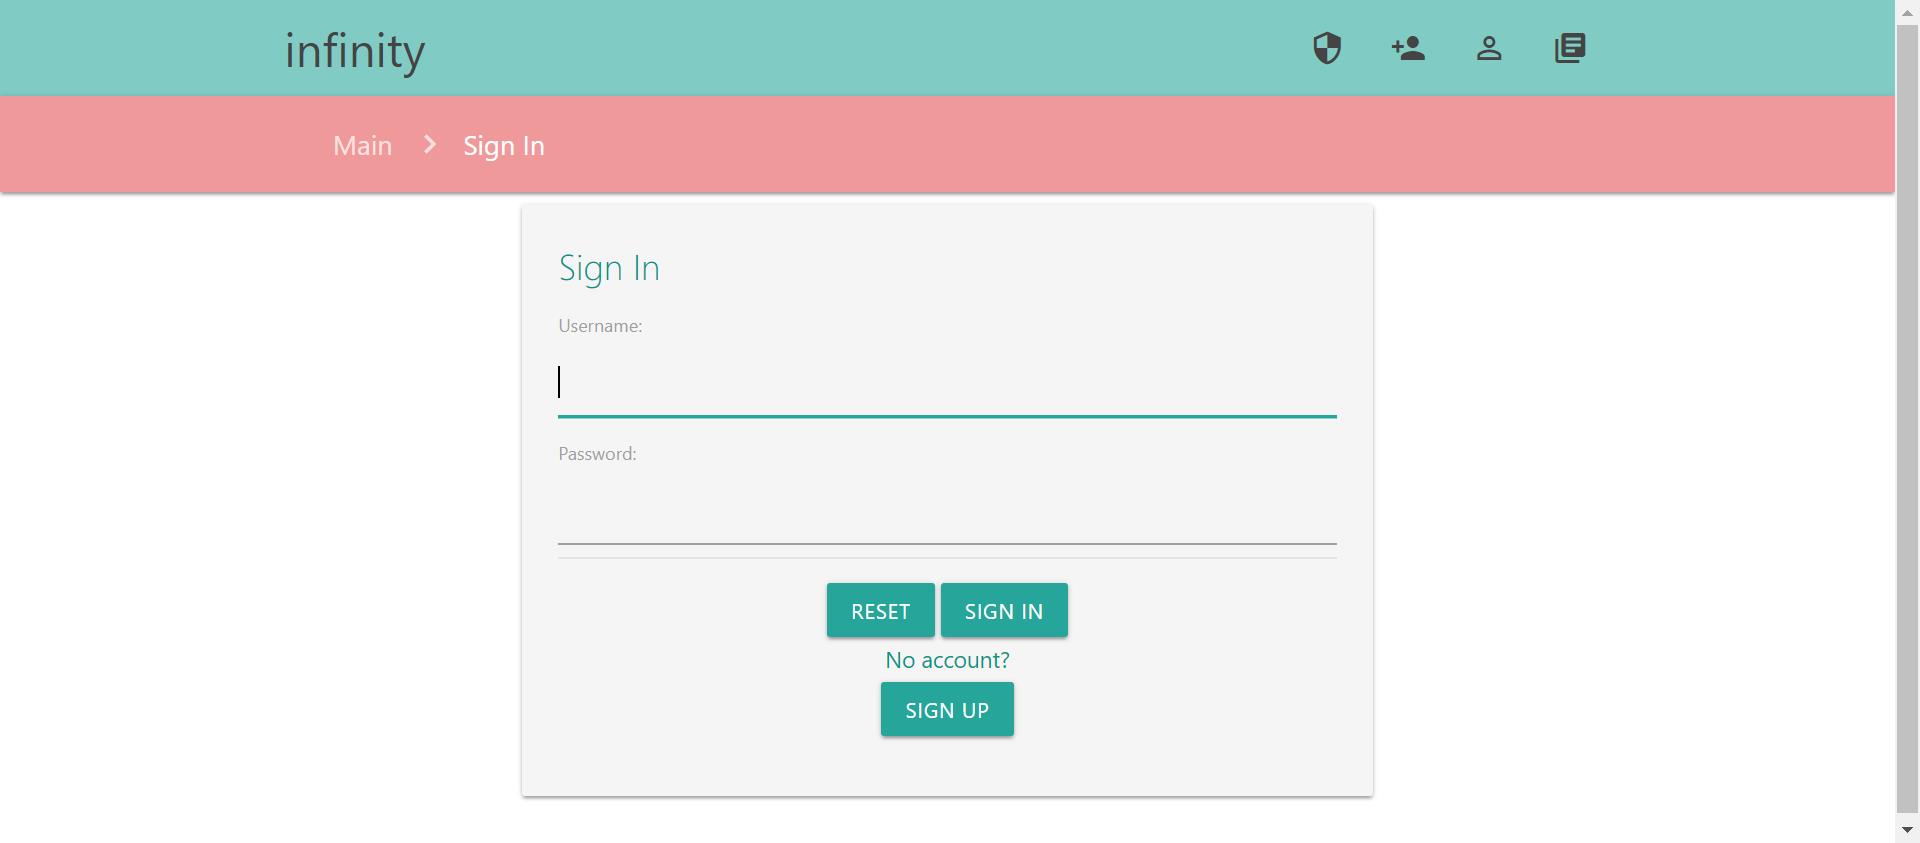 infinity
Main > Sign In
Sign In
Username:
Password:
RESET SIGN IN
No account?
SIGN UP